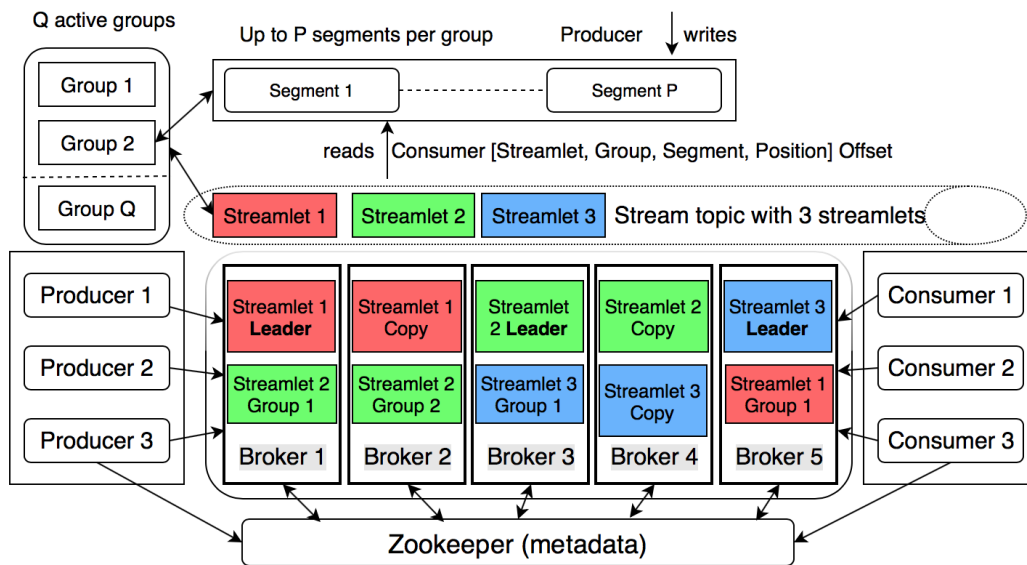 Q active groups
Up to P segments per group
Producer
writes
Group 1
Group 2
Group Q
Segment 1
Segment P
reads
Consumer [Streamlet, Group, Segment, Position] Offset
Streamlet 1
Streamlet 2
Streamlet 3
Stream topic with 3 streamlets
Producer 1
Producer 2
Producer 3
Streamlet 1
Leader
Streamlet 2
Group 1
Broker 1
Streamlet 1
Copy
Streamlet 2
Group 2
Broker 2
Streamlet
2 Leader
Streamlet 3
Group 1
Broker 3
Streamlet 2
Copy
Streamlet 3
Copy
Broker 4
Streamlet 3
Leader
Streamlet 1
Group 1
Broker 5
Consumer 1
Consumer 2
Consumer 3
Zookeeper (metadata)